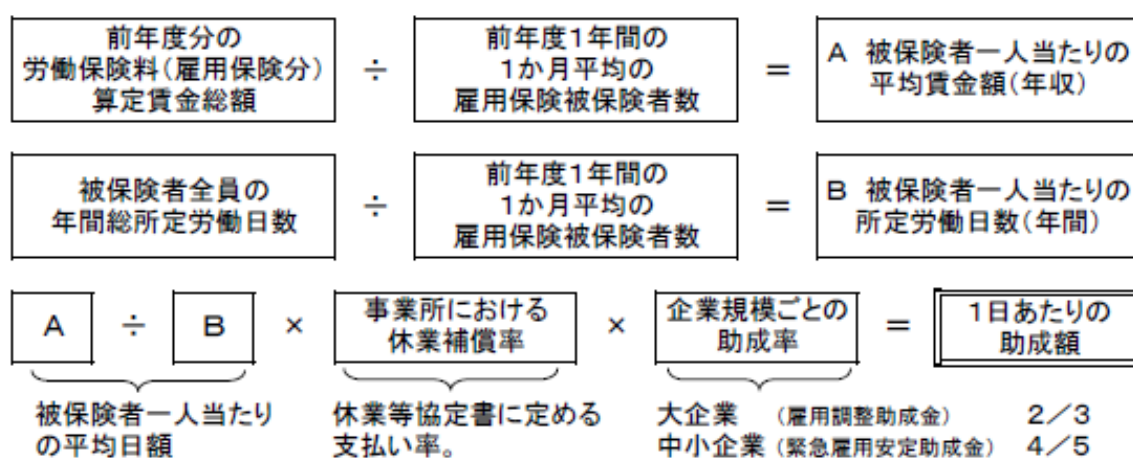 前年度分の
労働保険料(雇用保険分)
算定賃金総額
÷
前年度1年間の
1か月平均の
雇用保険被保険者数
=
A 被保険者一人当たりの
平均賃金額(年収)
被保険者全員の
年間総所定労働日数
÷
前年度1年間の
1か月平均の
雇用保険被保険者数
=
B 被保険者一人当たりの
所定労働日数(年間)
A ÷ B ×
事業所における
休業補償率
×
企業規模ごとの
助成率
=
1日あたりの
助成額
被保険者一人当たり
の平均日額
休業等協定書に定める
支払い率。
大企業 (雇用調整助成金) 2/3
中小企業 (緊急雇用安定助成金) 4/5